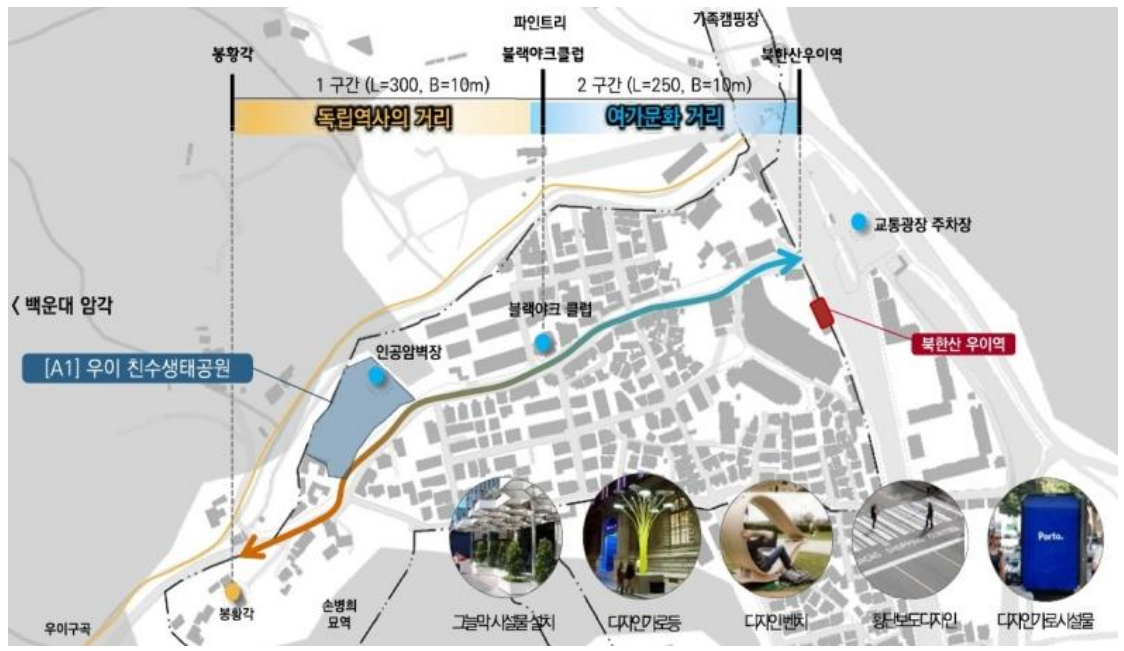 파인트리
가족캠핑장
봉황각
블랙야크클럽
북한산우이역
1 구간 (L=300, B=10m)
2 구간 (L=250, B=10m)
독립역사의 거리
여가문화 거리
교통광장 주차장
< 백운대 암각
블랙야크 클럽
북한산 우이역
인공암벽장
[A1] 우이 친수생태공원
Porto.
봉황각
손병희
묘역
우이구곡
그늘막 시설물 설치
디자인가로등
디자인 벤치
횡단보도디자인
디자인가로시설물